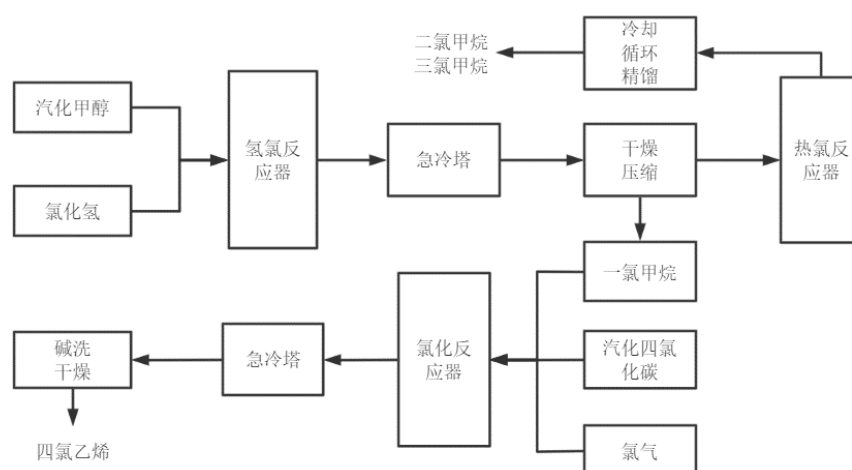 二氯甲烷
三氯甲烷
冷却
循环
精馏
汽化甲醇
氯化氢
氢氯反
应器
急冷塔
干燥
压缩
热氯反
应器
一氯甲烷
碱洗
干燥
急冷塔
氯化反
应器
汽化四氯
化碳
四氯乙烯
氯气